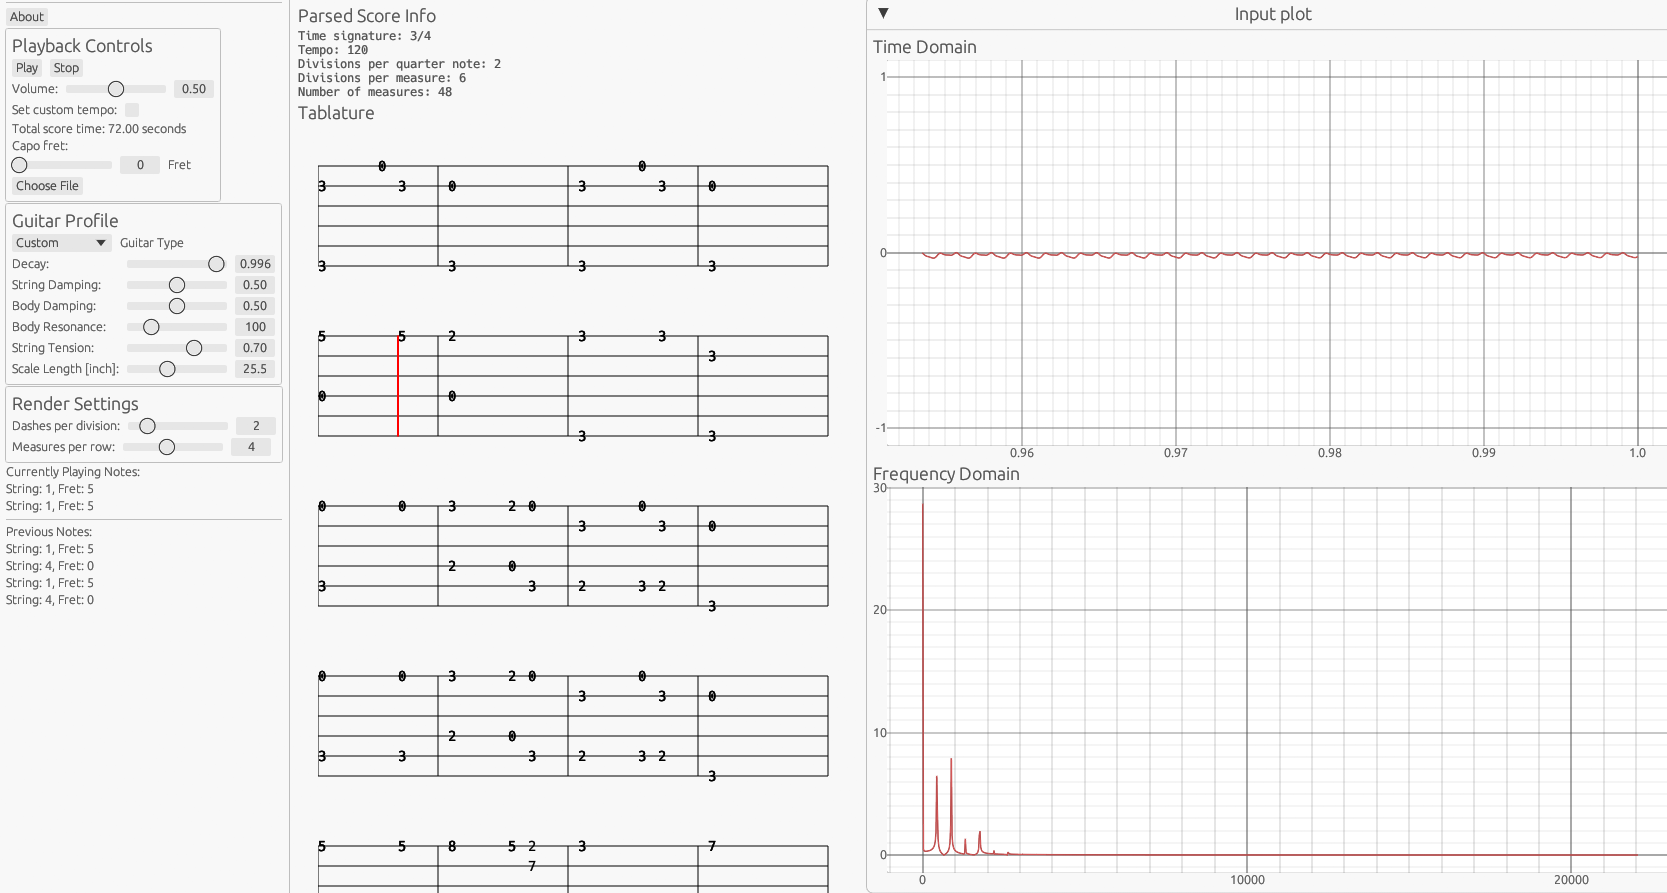 About
Playback Controls
Play Stop
Volume: 0.50
Set custom tempo:
Total score time: 72.00 seconds
Capo fret:
0 Fret
Choose File
Guitar Profile
Custom Guitar Type
Decay: 0.996
String Damping: 0.50
Body Damping: 0.50
Body Resonance: 100
String Tension: 0.70
Scale Length [inch]: 25.5
Render Settings
Dashes per division: 2
Measures per row: 4
Currently Playing Notes:
String: 1, Fret: 5
String: 1, Fret: 5
Previous Notes:
String: 1, Fret: 5
String: 4, Fret: 0
String: 1, Fret: 5
String: 4, Fret: 0
Parsed Score Info
Time signature: 3/4
Tempo: 120
Divisions per quarter note: 2
Divisions per measure: 6
Number of measures: 48
Tablature
0 0
3 3 0 3 3 0
3 3 3 3
5 5 2 3 3
3
0 0
3 3
0 0 3 2 0 0
3 3 0
2 0
3 3 2 3 2
3
0 0 3 2 0 0
3 3 0
2 0
3 3 3 2 3 2
3
5 5 8 5 2 3 7
7
Input plot
Time Domain
1
0
-1
0.96 0.97 0.98 0.99 1.0
Frequency Domain
30
20
10
0
0 10000 20000